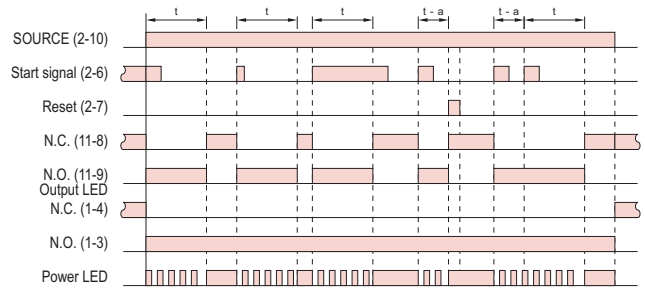 t t t t - a t - a t
SOURCE (2-10)
Start signal (2-6)
Reset (2-7)
N.C. (11-8)
N.O. (11-9)
Output LED
N.C. (1-4)
N.O. (1-3)
Power LED